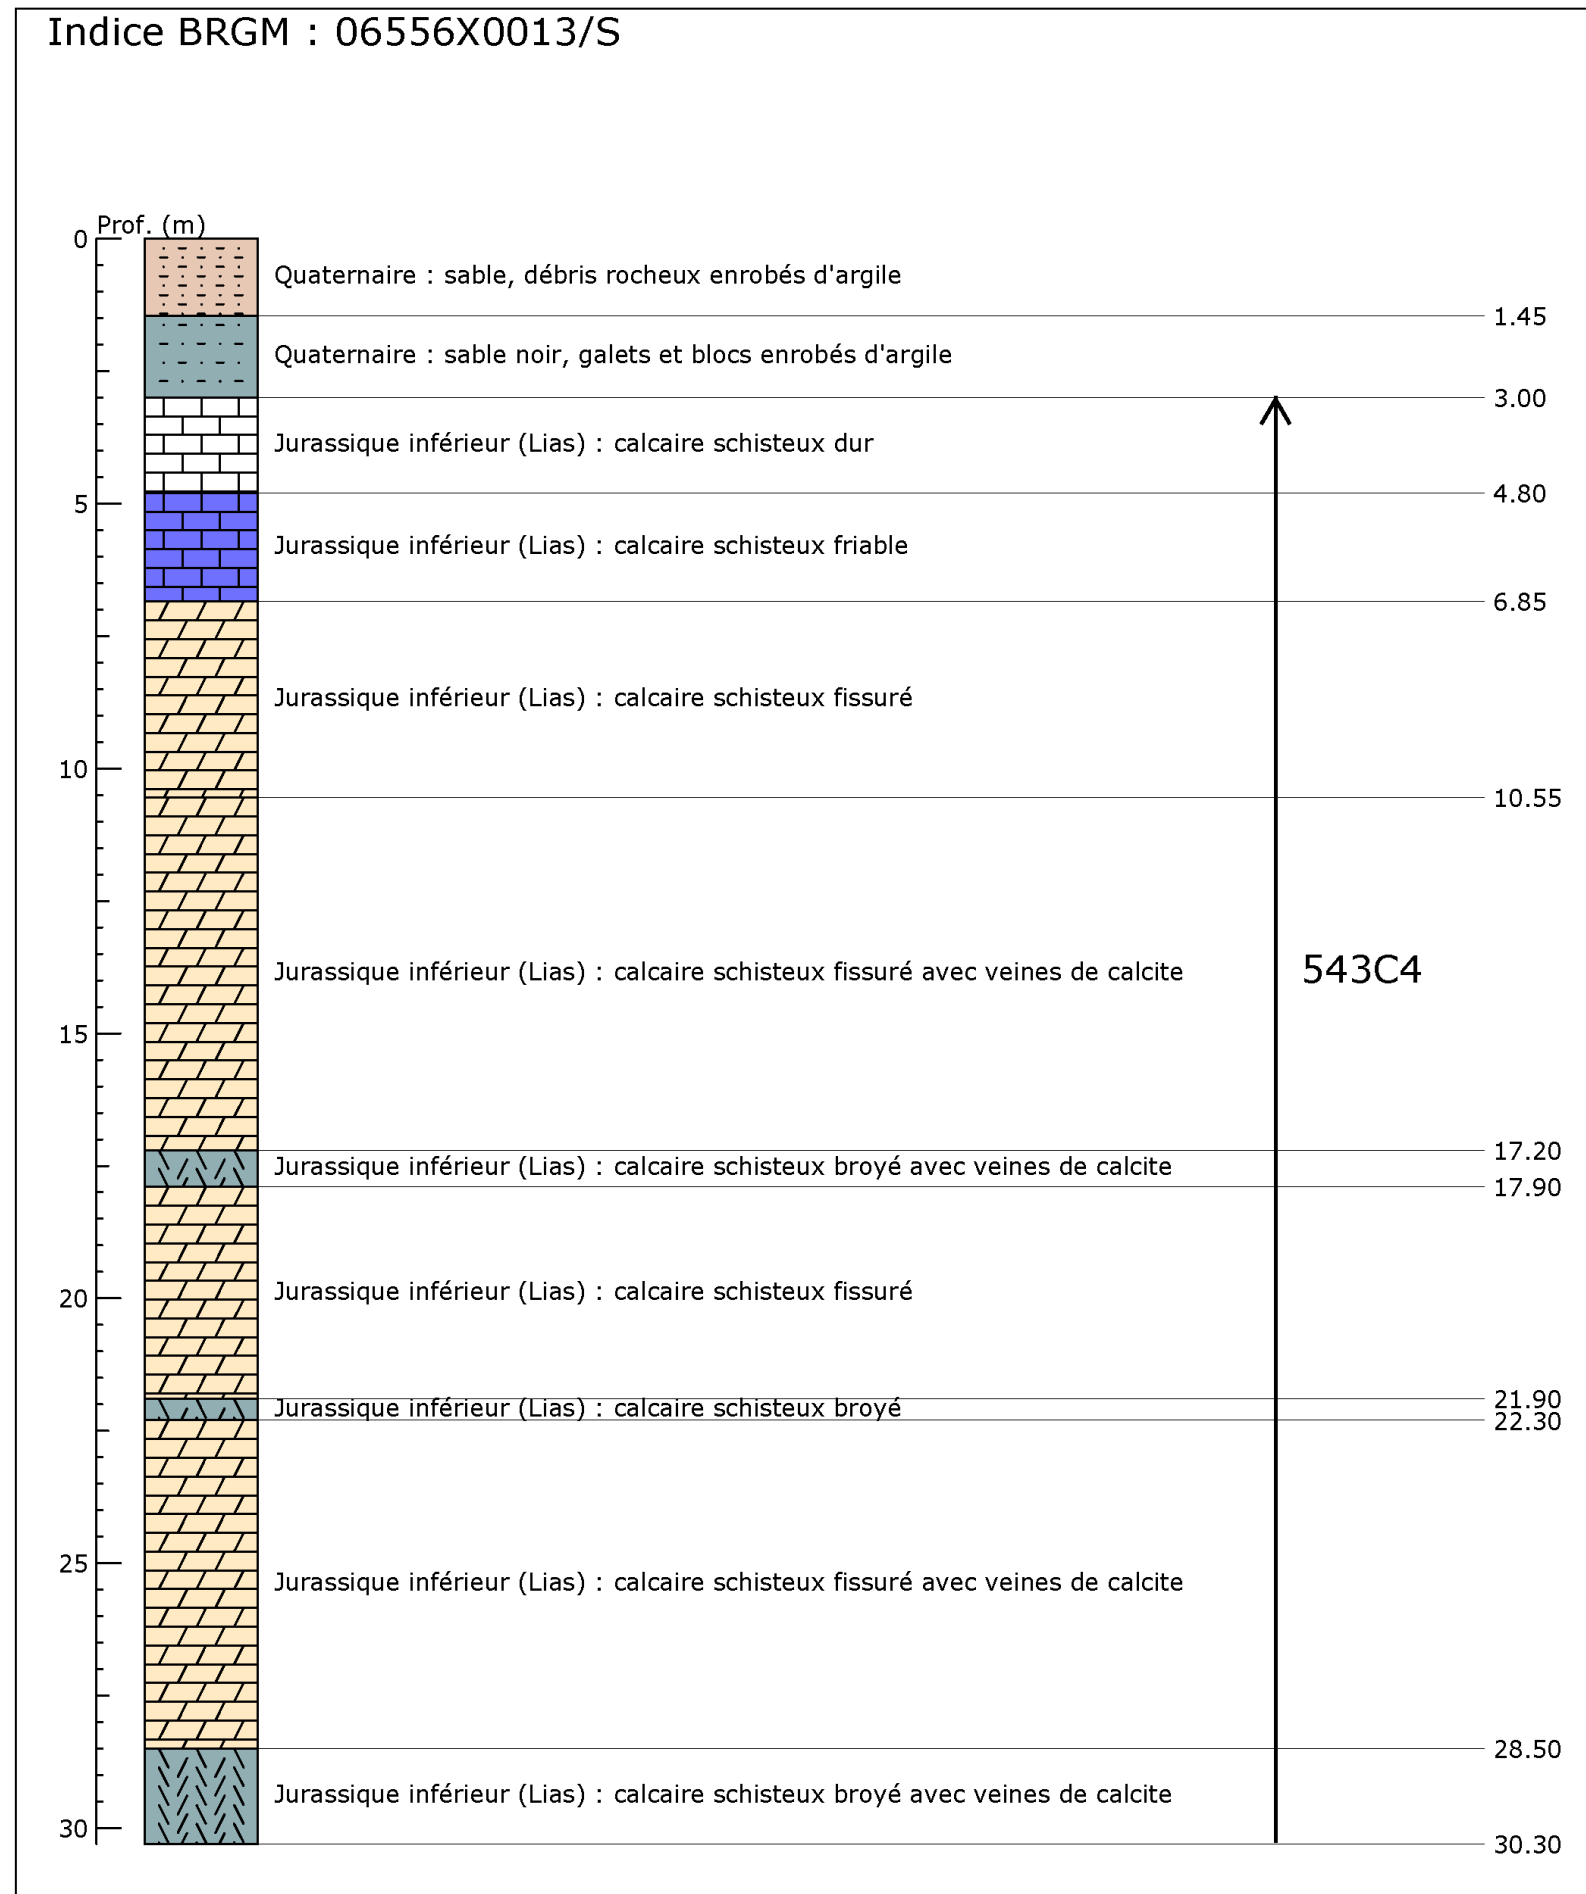 Indice BRGM : 06556X0013/S
Prof. (m)
0
Quaternaire : sable, débris rocheux enrobés d'argile
1.45
Quaternaire : sable noir, galets et blocs enrobés d'argile
3.00
Jurassique inférieur (Lias) : calcaire schisteux dur
4.80
5
Jurassique inférieur (Lias) : calcaire schisteux friable
6.85
Jurassique inférieur (Lias) : calcaire schisteux fissuré
10
10.55
Jurassique inférieur (Lias) : calcaire schisteux fissuré avec veines de calcite
543C4
15
17.20
Jurassique inférieur (Lias) : calcaire schisteux broyé avec veines de calcite
17.90
Jurassique inférieur (Lias) : calcaire schisteux fissuré
20
21.90
Jurassique inférieur (Lias) : calcaire schisteux broyé
22.30
25
Jurassique inférieur (Lias) : calcaire schisteux fissuré avec veines de calcite
28.50
Jurassique inférieur (Lias) : calcaire schisteux broyé avec veines de calcite
30
30.30